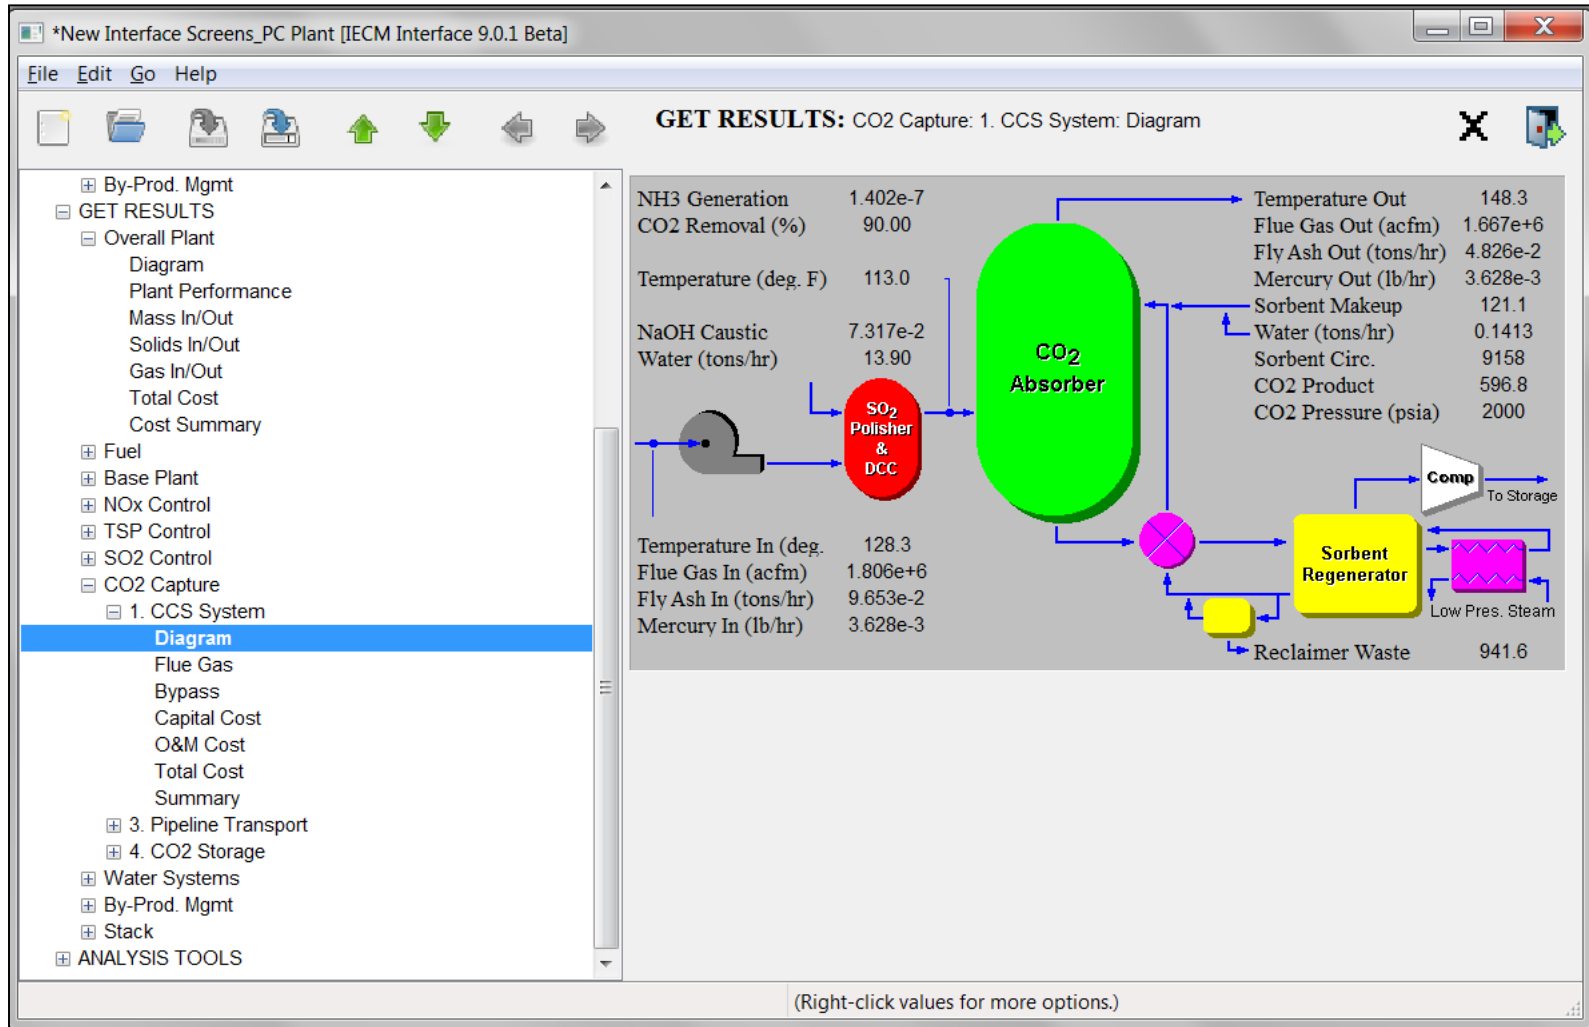 *New Interface Screens_PC Plant [IECM Interface 9.0.1 Beta]
File Edit Go Help
GET RESULTS: CO2 Capture: 1. CCS System: Diagram
By-Prod. Mgmt
GET RESULTS
Overall Plant
Diagram
Plant Performance
Mass In/Out
Solids In/Out
Gas In/Out
Total Cost
Cost Summary
Fuel
Base Plant
NOx Control
TSP Control
SO2 Control
CO2 Capture
1. CCS System
Diagram
Flue Gas
Bypass
Capital Cost
O&M Cost
Total Cost
Summary
3. Pipeline Transport
4. CO2 Storage
Water Systems
By-Prod. Mgmt
Stack
ANALYSIS TOOLS
NH3 Generation 1.402e-7
CO2 Removal (%) 90.00
Temperature (deg. F) 113.0
NaOH Caustic 7.317e-2
Water (tons/hr) 13.90
SO2
Polisher
&
DCC
Temperature In (deg. 128.3
Flue Gas In (acfm) 1.806e+6
Fly Ash In (tons/hr) 9.653e-2
Mercury In (lb/hr) 3.628e-3
CO2
Absorber
Temperature Out 148.3
Flue Gas Out (acfm) 1.667e+6
Fly Ash Out (tons/hr) 4.826e-2
Mercury Out (lb/hr) 3.628e-3
Sorbent Makeup 121.1
Water (tons/hr) 0.1413
Sorbent Circ. 9158
CO2 Product 596.8
CO2 Pressure (psia) 2000
Comp
To Storage
Sorbent
Regenerator
Low Pres. Steam
Reclaimer Waste 941.6
(Right-click values for more options.)